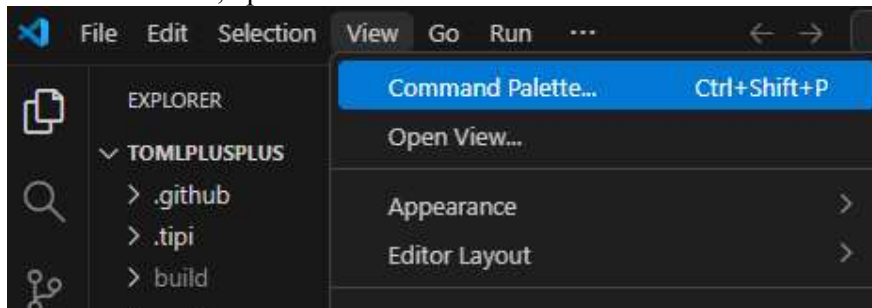 File Edit Selection View Go Run ...
EXPLORER
TOMLPLUSPLUS
.github
.tipi
build
Command Palette... Ctrl+Shift+P
Open View...
Appearance
Editor Layout